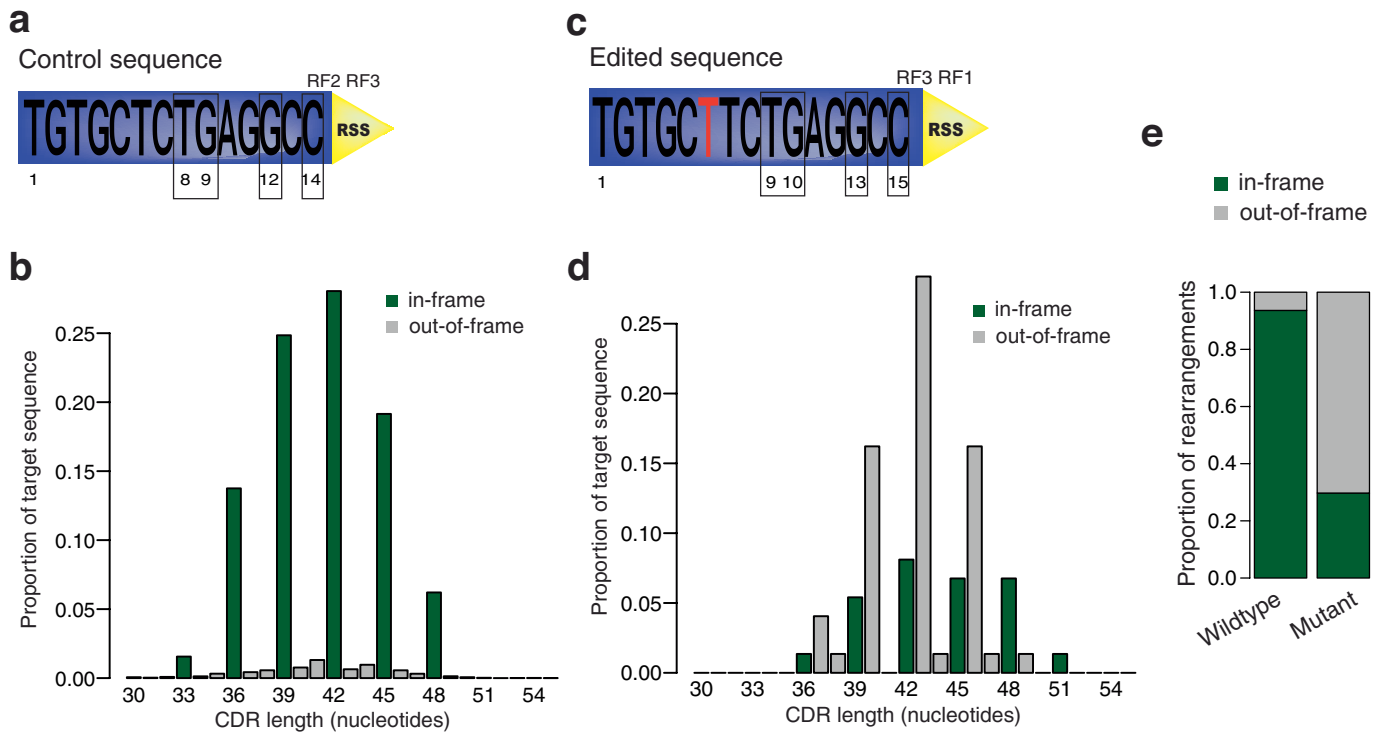 a
Control sequence
RF2 RF3
TGTGCTCTGAGGCC
RSS
1 8 9 12 14
c
Edited sequence
RF3 RF1
TGTGCTTCTGAGGCC
RSS
1 9 10 13 15
b
in-frame
out-of-frame
Proportion of target sequence
0.25
0.20
0.15
0.10
0.05
0.00
30 33 36 39 42 45 48 51 54
CDR length (nucleotides)
d
in-frame
out-of-frame
Proportion of target sequence
0.25
0.20
0.15
0.10
0.05
0.00
30 33 36 39 42 45 48 51 54
CDR length (nucleotides)
e
in-frame
out-of-frame
Proportion of rearrangements
1.0
0.8
0.6
0.4
0.2
0.0
Wildtype
Mutant